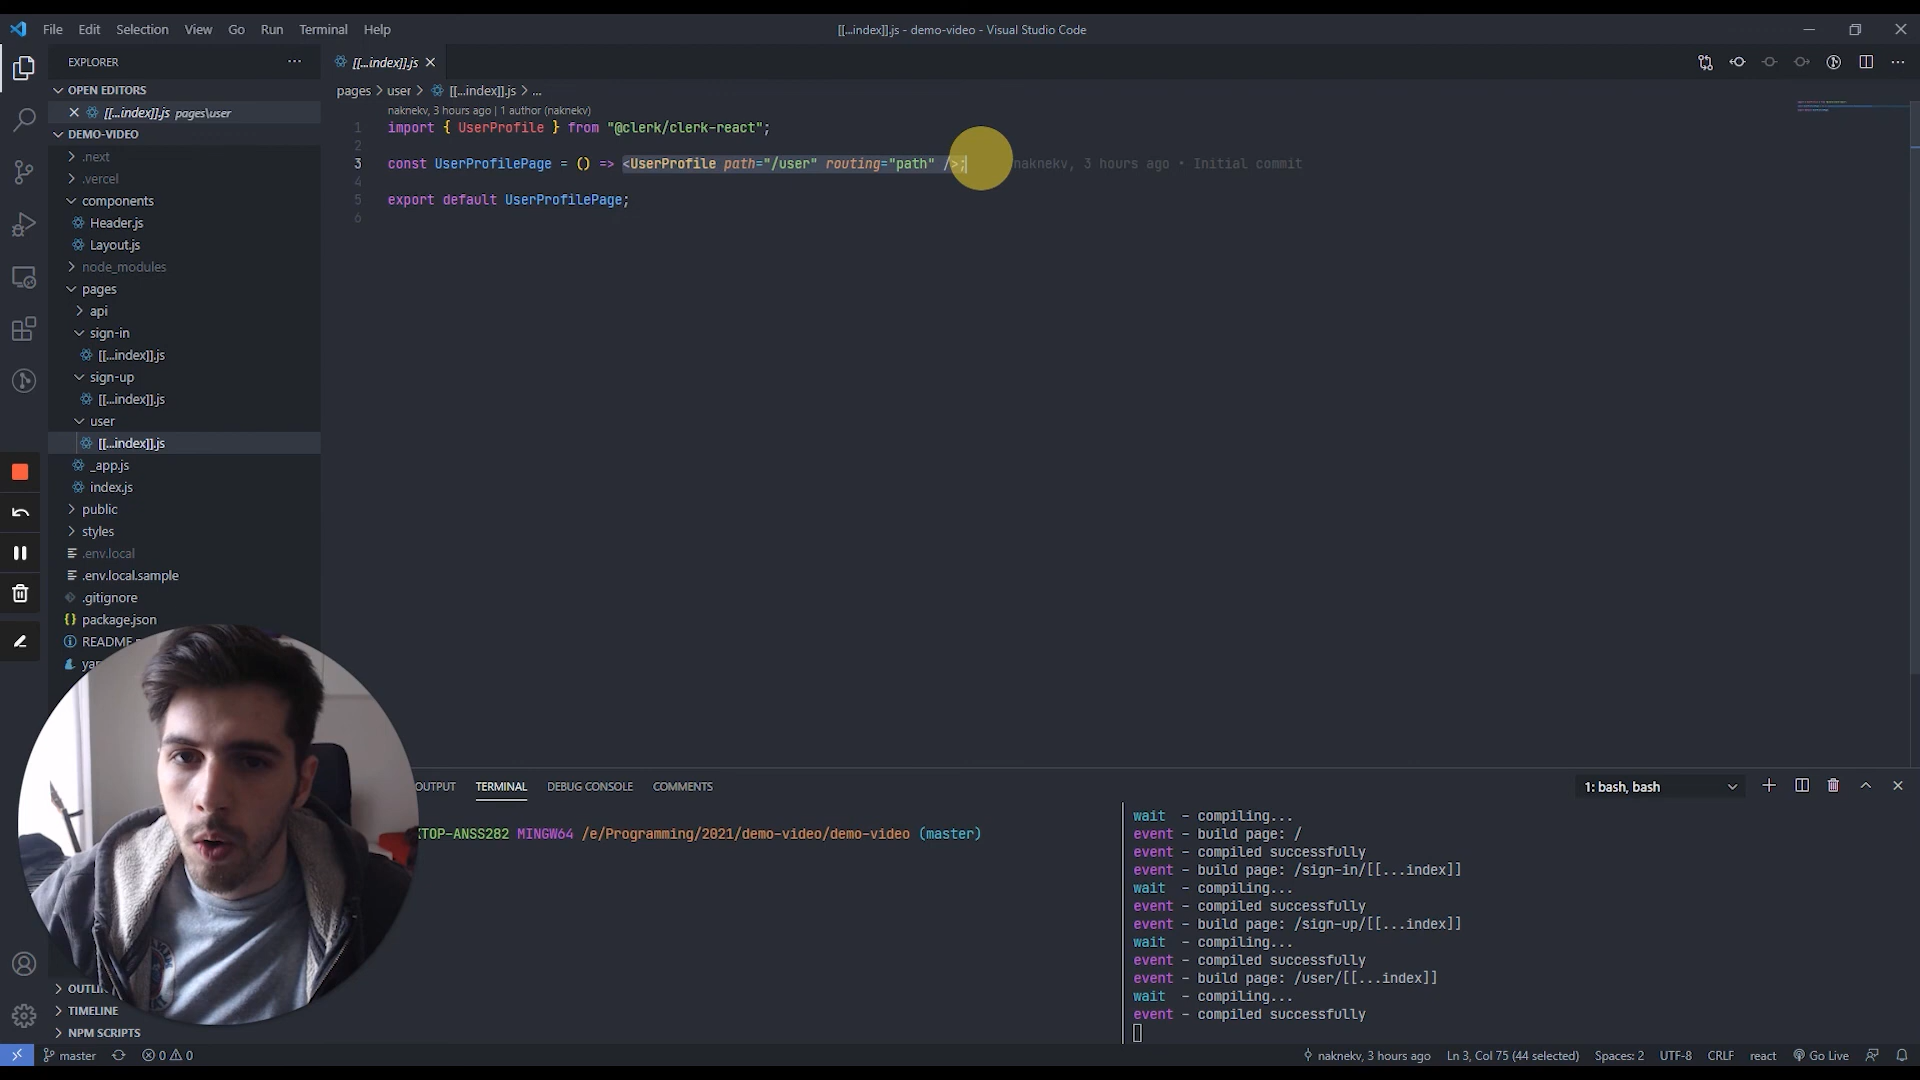 File Edit Selection View Go Run Terminal Help
[[...index]].js - demo-video - Visual Studio Code
EXPLORER
OPEN EDITORS
[[...index]].js pages\user
DEMO-VIDEO
.next
.vercel
components
Header.js
Layout.js
node_modules
pages
api
sign-in
[[...index]].js
sign-up
[[...index]].js
user
[[...index]].js
_app.js
index.js
public
styles
.env.local
.env.local.sample
.gitignore
package.json
README
TIMELINE
NPM SCRIPTS
[[...index]].js
pages > user > [[...index]].js > ...
naknekv, 3 hours ago | 1 author (naknekv)
1 import { UserProfile } from "@clerk/clerk-react";
2
3 const UserProfilePage = () => <UserProfile path="/user" routing="path" />; naknekv, 3 hours ago • Initial commit
4
5 export default UserProfilePage;
6
OUTPUT TERMINAL DEBUG CONSOLE COMMENTS
1: bash, bash
KTOP-ANSS282 MINGW64 /e/Programming/2021/demo-video/demo-video (master)
wait - compiling...
event - build page: /
event - compiled successfully
event - build page: /sign-in/[[...index]]
wait - compiling...
event - compiled successfully
event - build page: /sign-up/[[...index]]
wait - compiling...
event - compiled successfully
event - build page: /user/[[...index]]
wait - compiling...
event - compiled successfully
master 0 0
naknekv, 3 hours ago Ln 3, Col 75 (44 selected) Spaces: 2 UTF-8 CRLF react Go Live